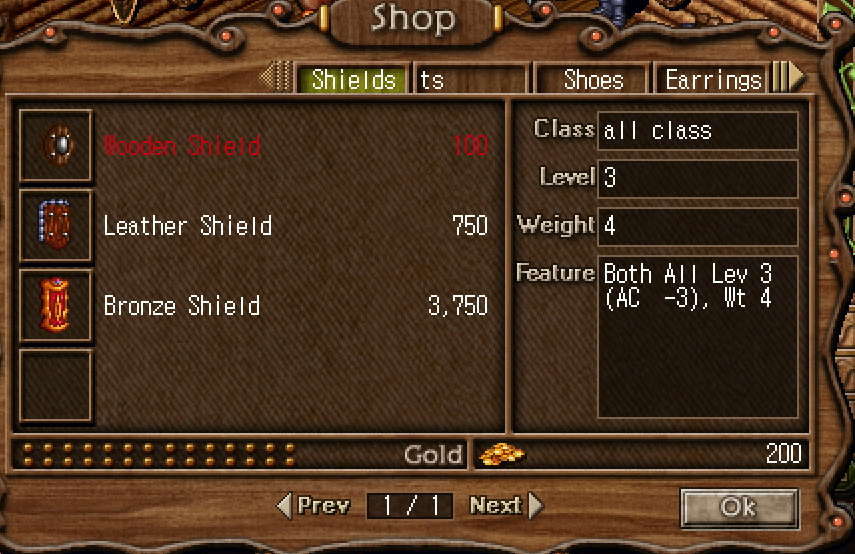 Shop
Shields ts Shoes Earrings
Wooden Shield 100
Leather Shield 750
Bronze Shield 3,750
Class all class
Level 3
Weight 4
Feature Both All Lev 3
(AC -3), Wt 4
Gold 200
Prev 1 / 1 Next Ok